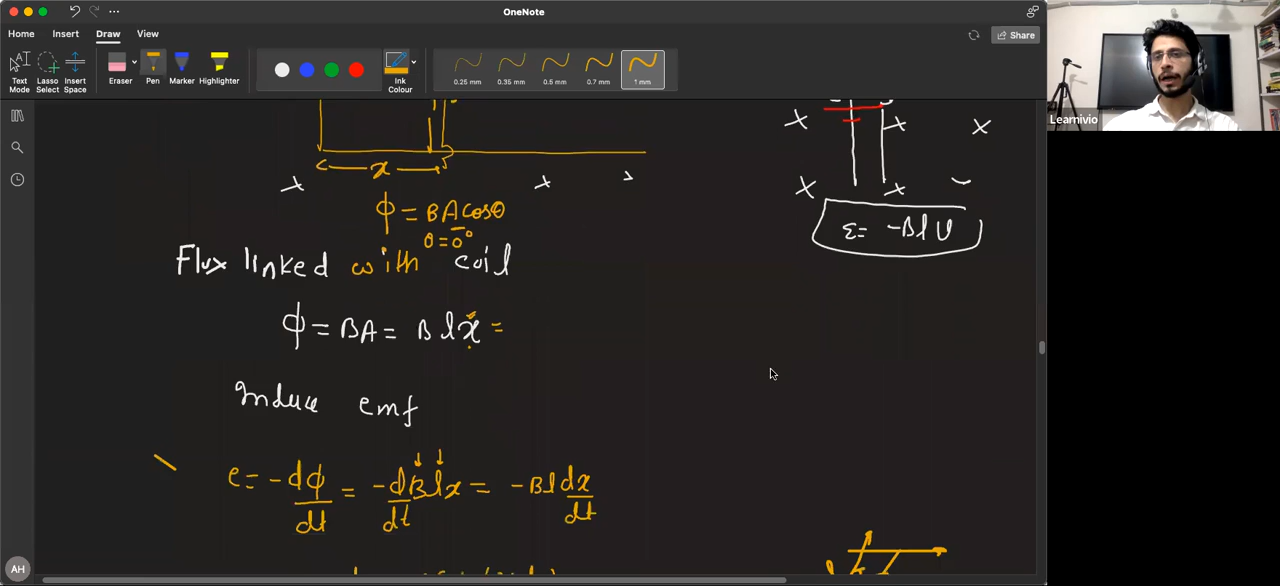 OneNote
Home Insert Draw View
Share
Text Mode
Lasso Select
Insert Space
Eraser
Pen
Marker
Highlighter
Ink Colour
0.25 mm
0.35 mm
0.5 mm
0.7 mm
1 mm
Learnivio
x
ϕ = BA cosθ
θ = 0°
ε = -Blv
Flux linked with coil
ϕ = BA = Blx =
Induce emf
e = -dϕ/dt = -d/dt Blx = -Bl dx/dt
AH